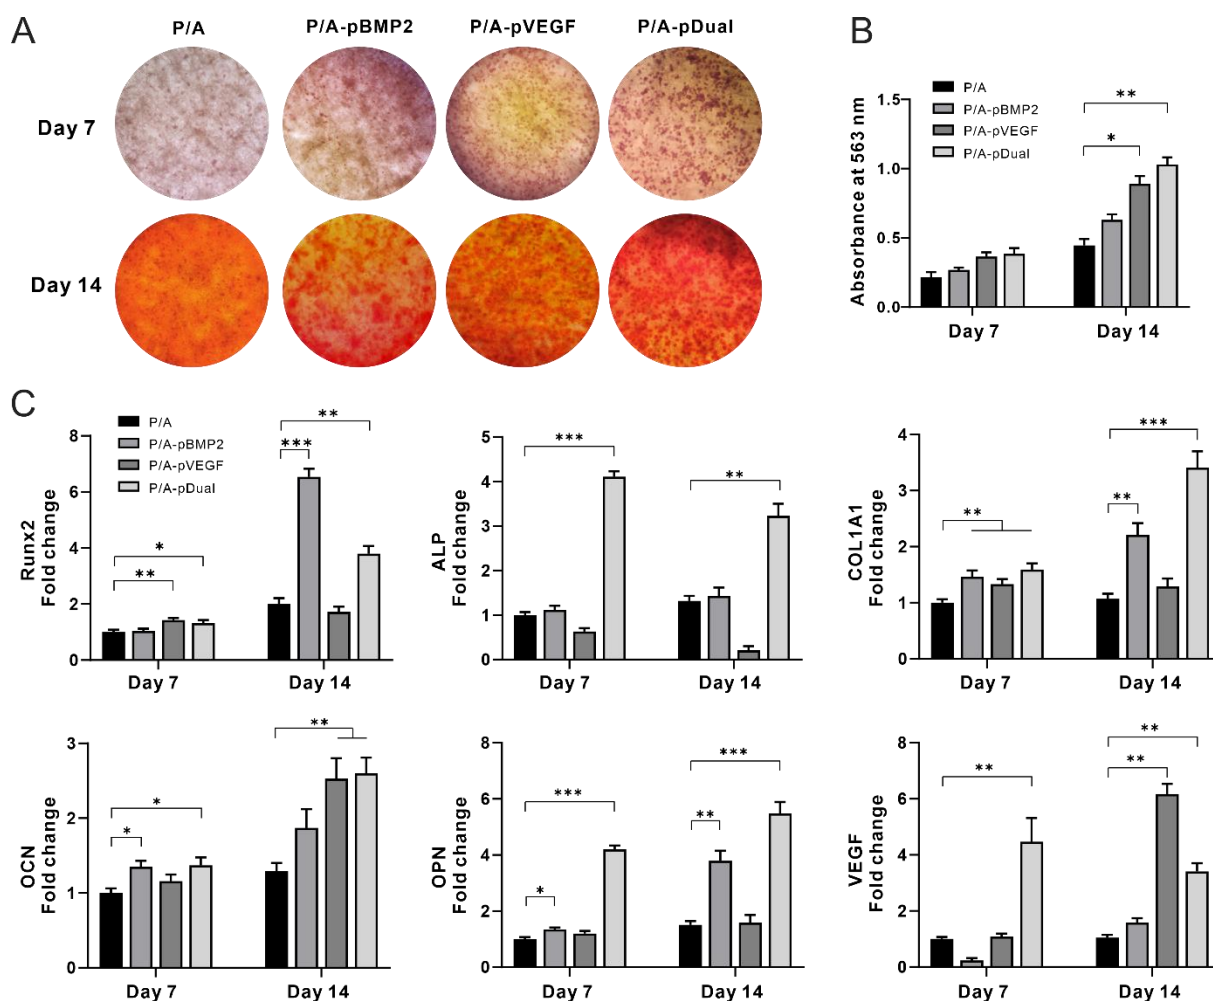 A
P/A
P/A-pBMP2
P/A-pVEGF
P/A-pDual
Day 7
Day 14
B
P/A
P/A-pBMP2
P/A-pVEGF
P/A-pDual
Absorbance at 563 nm
1.5
1.0
0.5
0.0
**
*
Day 7
Day 14
C
P/A
P/A-pBMP2
P/A-pVEGF
P/A-pDual
Runx2
Fold change
8
6
4
2
0
*
**
**
***
Day 7
Day 14
ALP
Fold change
5
4
3
2
1
0
***
**
Day 7
Day 14
COL1A1
Fold change
4
3
2
1
0
**
***
**
Day 7
Day 14
OCN
Fold change
3
2
1
0
*
*
**
Day 7
Day 14
OPN
Fold change
8
6
4
2
0
***
*
***
**
Day 7
Day 14
VEGF
Fold change
8
6
4
2
0
**
**
**
Day 7
Day 14